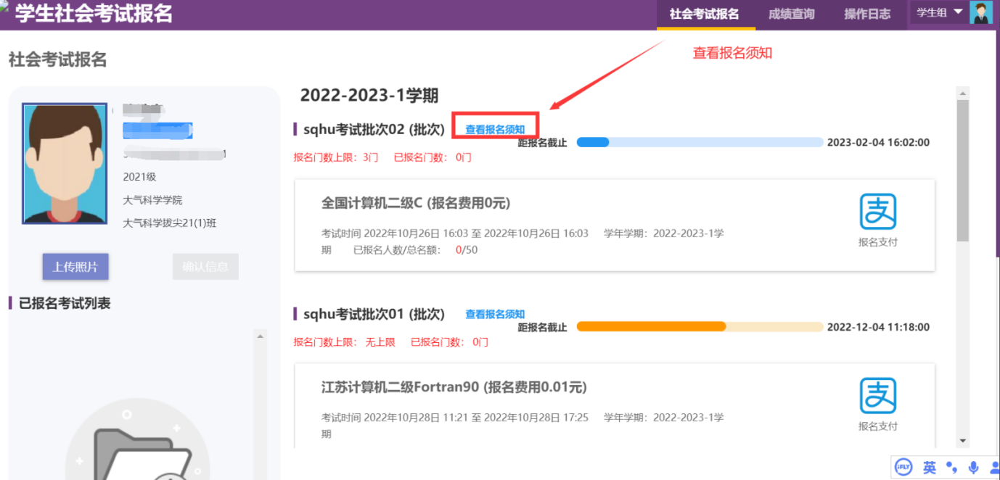 学生社会考试报名
社会考试报名 成绩查询 操作日志 学生组
社会考试报名
查看报名须知
2021级
大气科学学院
大气科学拔尖21(1)班
上传照片 确认信息
已报名考试列表
2022-2023-1学期
sqhu考试批次02 (批次) 查看报名须知
距报名截止 2023-02-04 16:02:00
报名门数上限: 3门 已报名门数: 0门
全国计算机二级C (报名费用0元)
考试时间 2022年10月26日 16:03 至 2022年10月26日 16:03 学年学期: 2022-2023-1学
期 已报名人数/总名额: 0/50
支
报名支付
sqhu考试批次01 (批次) 查看报名须知
距报名截止 2022-12-04 11:18:00
报名门数上限: 无上限 已报名门数: 0门
江苏计算机二级Fortran90 (报名费用0.01元)
考试时间 2022年10月28日 11:21 至 2022年10月28日 17:25 学年学期: 2022-2023-1学
期
支
报名支付
iFLY 英